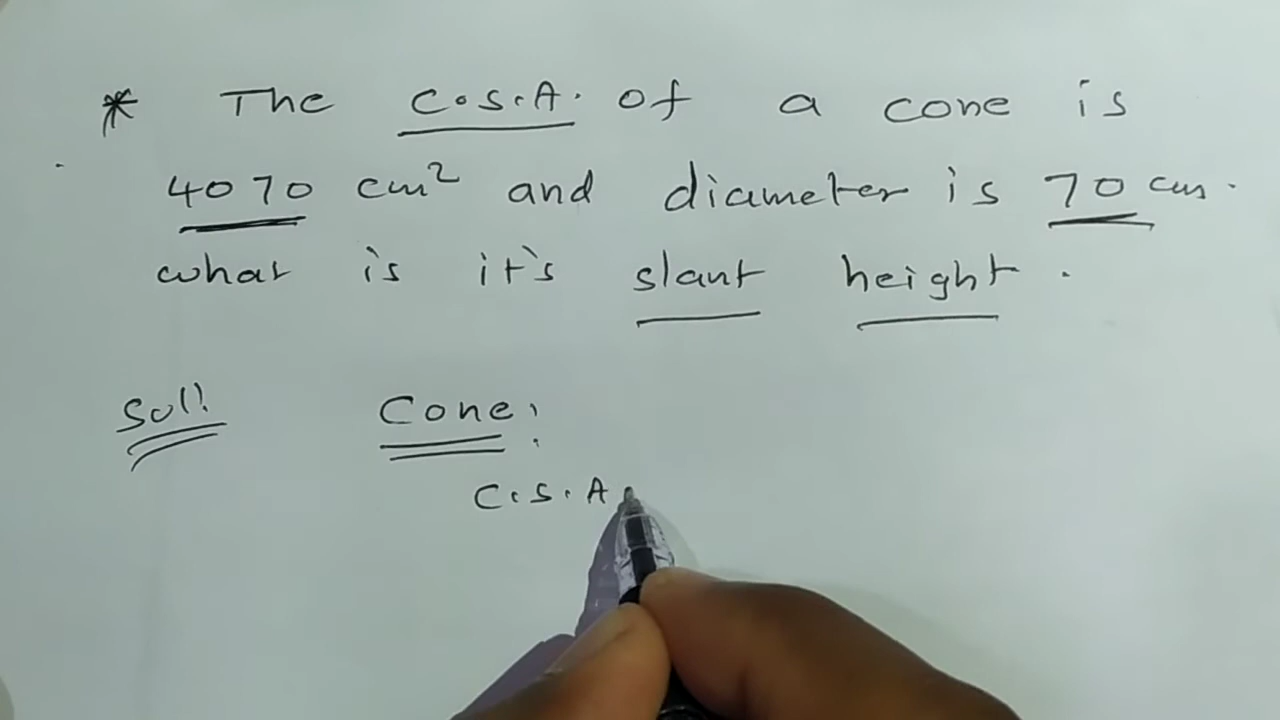 * The C.S.A. of a cone is
4070 cm² and diameter is 70 cm.
what is it's slant height.
Sol:
Cone:
C.S.A